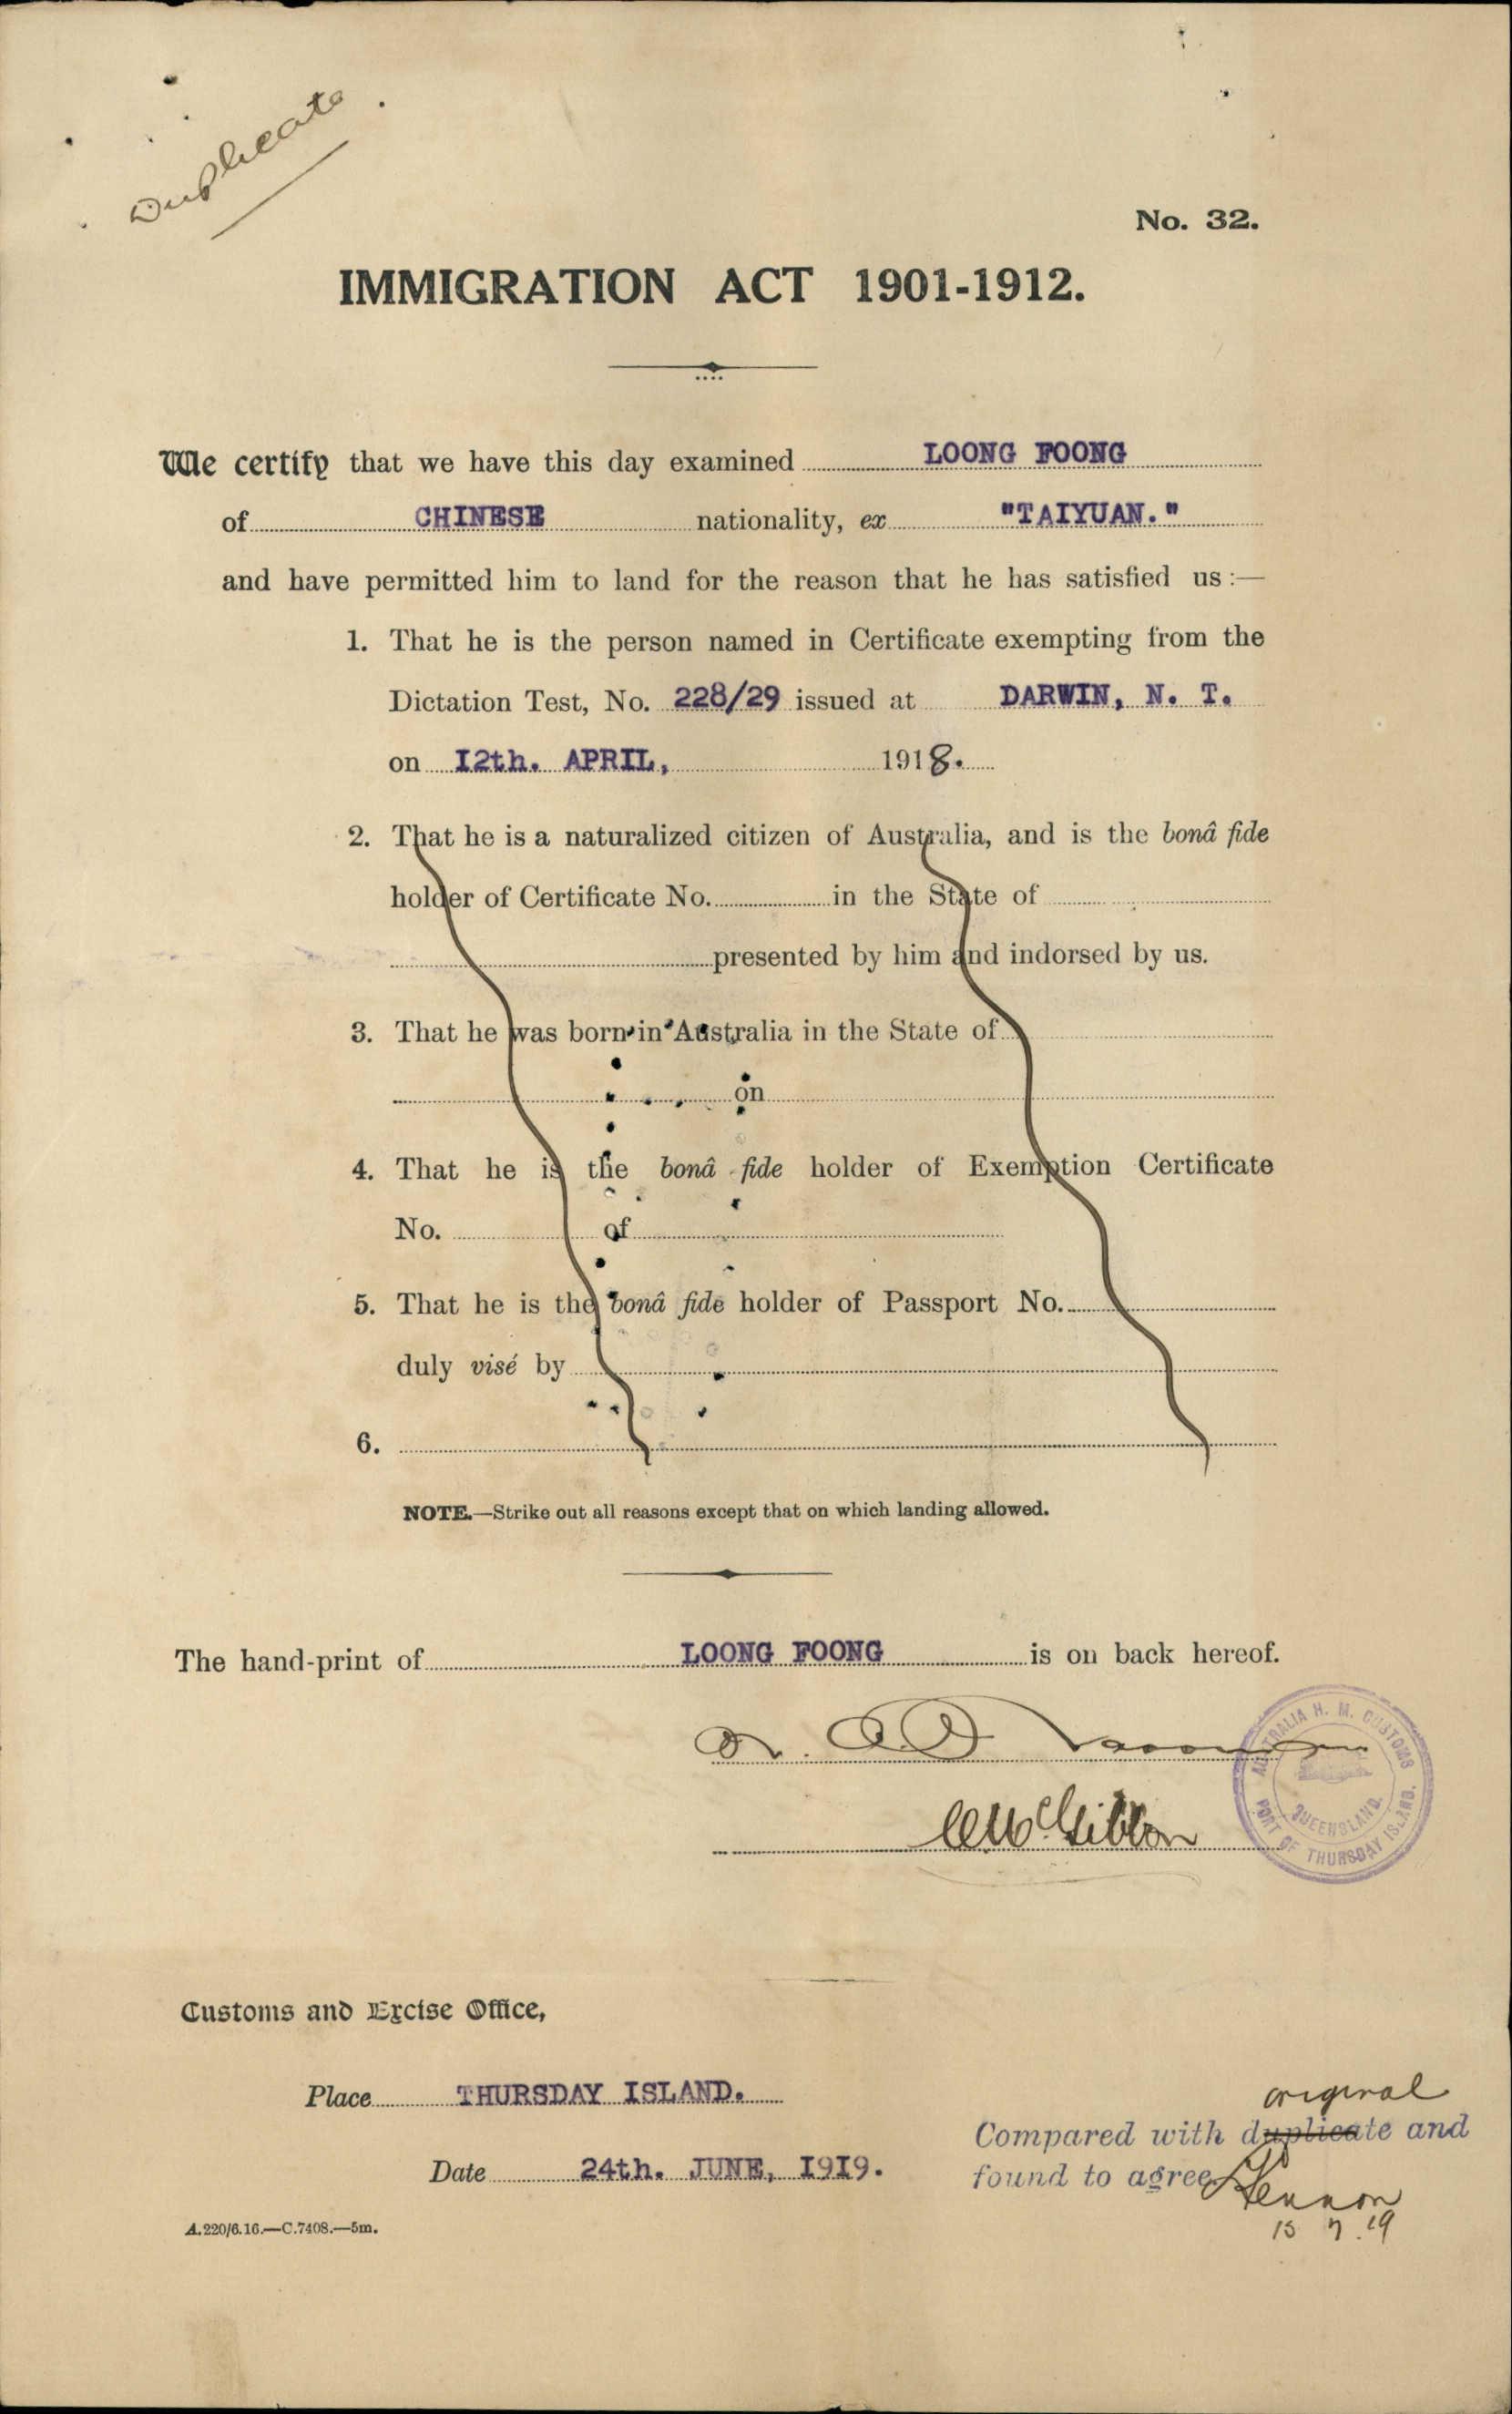 Duplicate.
No. 32.
IMMIGRATION ACT 1901-1912.
We certify that we have this day examined LOONG FOONG
of CHINESE nationality, ex "TAIYUAN."
and have permitted him to land for the reason that he has satisfied us:—
1. That he is the person named in Certificate exempting from the
Dictation Test, No. 228/29 issued at DARWIN, N. T.
on I2th. APRIL, 1918.
2. That he is a naturalized citizen of Australia, and is the bonâ fide
holder of Certificate No. in the State of
presented by him and indorsed by us.
3. That he was born in Australia in the State of
on
4. That he is the bonâ fide holder of Exemption Certificate
No. of
5. That he is the bonâ fide holder of Passport No.
duly visé by
6.
NOTE.—Strike out all reasons except that on which landing allowed.
The hand-print of LOONG FOONG is on back hereof.
AUSTRALIA H. M. CUSTOMS
QUEENSLAND.
PORT OF THURSDAY ISLAND.
McGibbon
Customs and Excise Office,
Place THURSDAY ISLAND.
Date 24th. JUNE, I9I9.
original
Compared with duplicate and
found to agree
15 7.19
A.220/6.16.—C.7408.—5m.